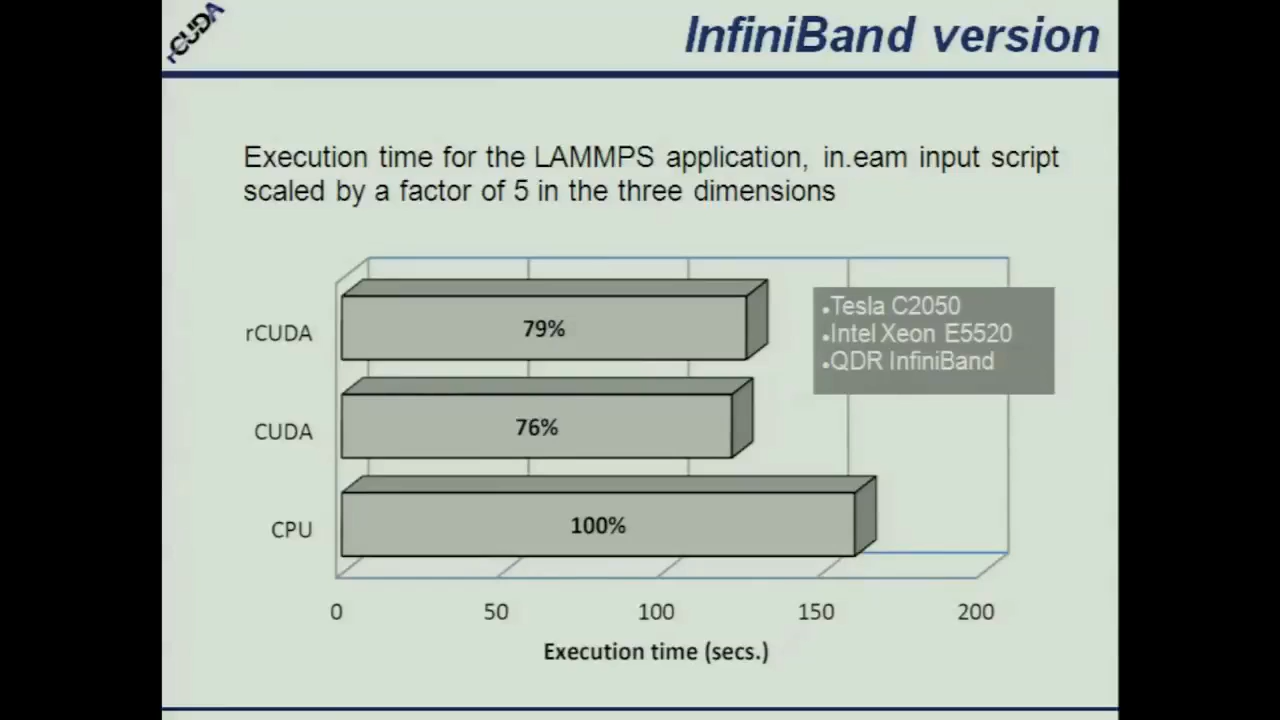 rCUDA
InfiniBand version
Execution time for the LAMMPS application, in.eam input script
scaled by a factor of 5 in the three dimensions
rCUDA
79%
CUDA
76%
CPU
100%
•Tesla C2050
•Intel Xeon E5520
•QDR InfiniBand
0 50 100 150 200
Execution time (secs.)